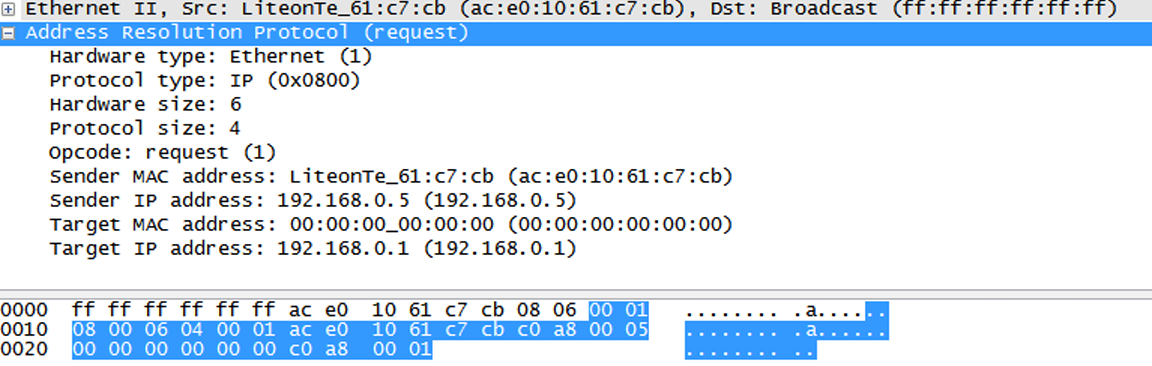 Ethernet II, Src: LiteonTe_61:c7:cb (ac:e0:10:61:c7:cb), Dst: Broadcast (ff:ff:ff:ff:ff:ff)
Address Resolution Protocol (request)
Hardware type: Ethernet (1)
Protocol type: IP (0x0800)
Hardware size: 6
Protocol size: 4
Opcode: request (1)
Sender MAC address: LiteonTe_61:c7:cb (ac:e0:10:61:c7:cb)
Sender IP address: 192.168.0.5 (192.168.0.5)
Target MAC address: 00:00:00_00:00:00 (00:00:00:00:00:00)
Target IP address: 192.168.0.1 (192.168.0.1)
0000 ff ff ff ff ff ff ac e0 10 61 c7 cb 08 06 00 01 ........ .a......
0010 08 00 06 04 00 01 ac e0 10 61 c7 cb c0 a8 00 05 ........ .a......
0020 00 00 00 00 00 00 c0 a8 00 01 ........ ..